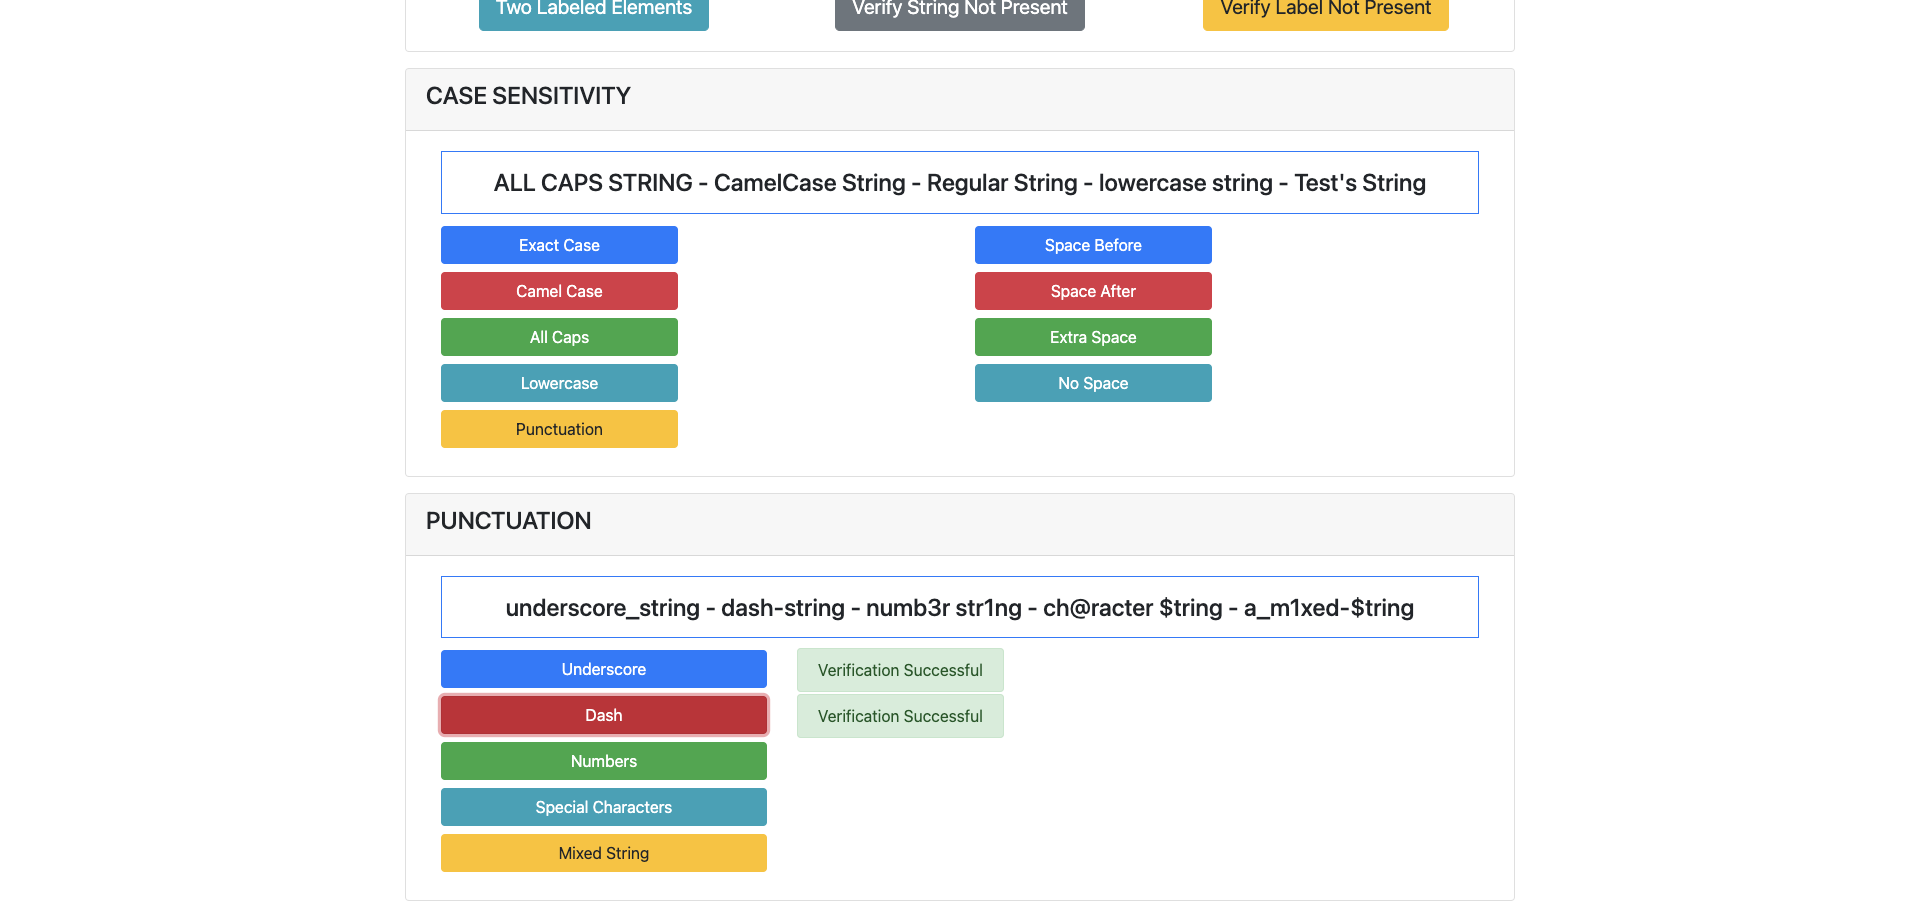 Two Labeled Elements
Verify String Not Present
Verify Label Not Present
CASE SENSITIVITY
ALL CAPS STRING - CamelCase String - Regular String - lowercase string - Test's String
Exact Case
Space Before
Camel Case
Space After
All Caps
Extra Space
Lowercase
No Space
Punctuation
PUNCTUATION
underscore_string - dash-string - numb3r str1ng - ch@racter $tring - a_m1xed-$tring
Underscore
Verification Successful
Dash
Verification Successful
Numbers
Special Characters
Mixed String